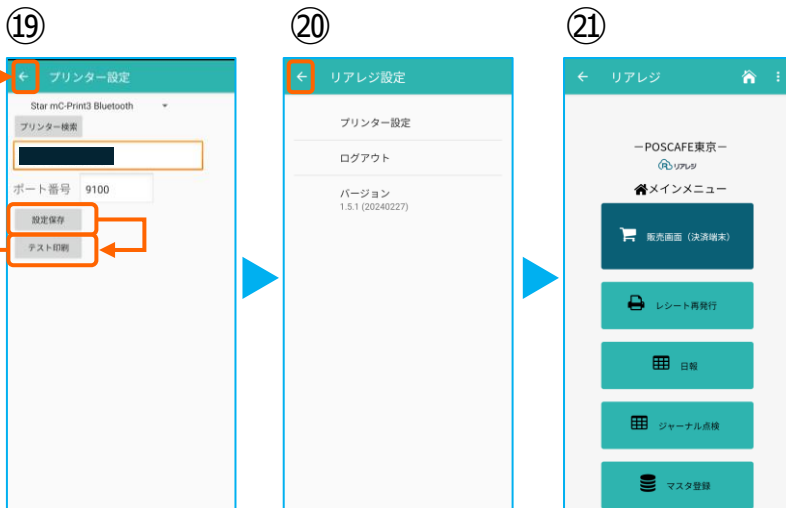 ⑲
プリンター設定
Star mC-Print3 Bluetooth
プリンター検索
ポート番号 9100
設定保存
テスト印刷
⑳
リアレジ設定
プリンター設定
ログアウト
バージョン
1.5.1 (20240227)
㉑
リアレジ
ーPOSCAFE東京ー
リアレジ
メインメニュー
販売画面（決済端末）
レシート再発行
日報
ジャーナル点検
マスタ登録